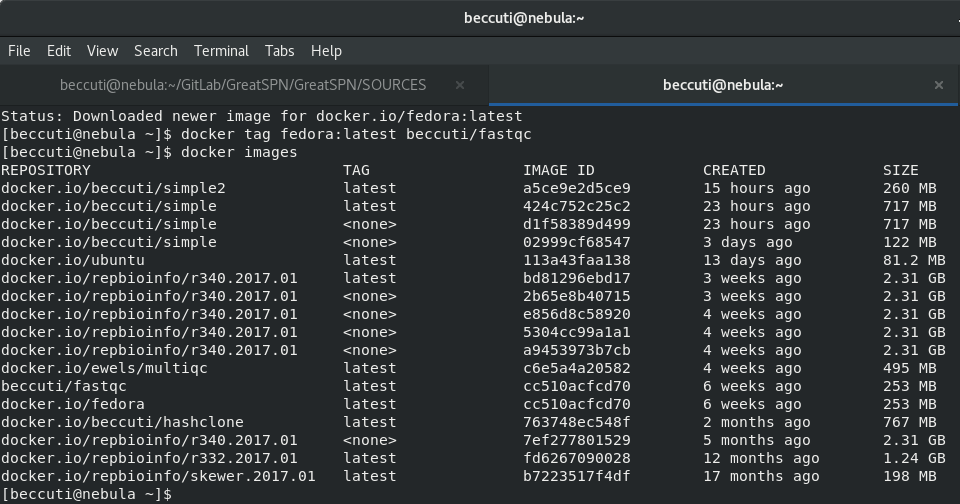 beccuti@nebula:~
File Edit View Search Terminal Tabs Help
beccuti@nebula:~/GitLab/GreatSPN/GreatSPN/SOURCES × beccuti@nebula:~ ×
Status: Downloaded newer image for docker.io/fedora:latest
[beccuti@nebula ~]$ docker tag fedora:latest beccuti/fastqc
[beccuti@nebula ~]$ docker images
REPOSITORY TAG IMAGE ID CREATED SIZE
docker.io/beccuti/simple2 latest a5ce9e2d5ce9 15 hours ago 260 MB
docker.io/beccuti/simple latest 424c752c25c2 23 hours ago 717 MB
docker.io/beccuti/simple <none> d1f58389d499 23 hours ago 717 MB
docker.io/beccuti/simple <none> 02999cf68547 3 days ago 122 MB
docker.io/ubuntu latest 113a43faa138 13 days ago 81.2 MB
docker.io/repbioinfo/r340.2017.01 latest bd81296ebd17 3 weeks ago 2.31 GB
docker.io/repbioinfo/r340.2017.01 <none> 2b65e8b40715 3 weeks ago 2.31 GB
docker.io/repbioinfo/r340.2017.01 <none> e856d8c58920 4 weeks ago 2.31 GB
docker.io/repbioinfo/r340.2017.01 <none> 5304cc99a1a1 4 weeks ago 2.31 GB
docker.io/repbioinfo/r340.2017.01 <none> a9453973b7cb 4 weeks ago 2.31 GB
docker.io/ewels/multiqc latest c6e5a4a20582 4 weeks ago 495 MB
beccuti/fastqc latest cc510acfcd70 6 weeks ago 253 MB
docker.io/fedora latest cc510acfcd70 6 weeks ago 253 MB
docker.io/beccuti/hashclone latest 763748ec548f 2 months ago 767 MB
docker.io/repbioinfo/r340.2017.01 <none> 7ef277801529 5 months ago 2.31 GB
docker.io/repbioinfo/r332.2017.01 latest fd6267090028 12 months ago 1.24 GB
docker.io/repbioinfo/skewer.2017.01 latest b7223517f4df 17 months ago 198 MB
[beccuti@nebula ~]$